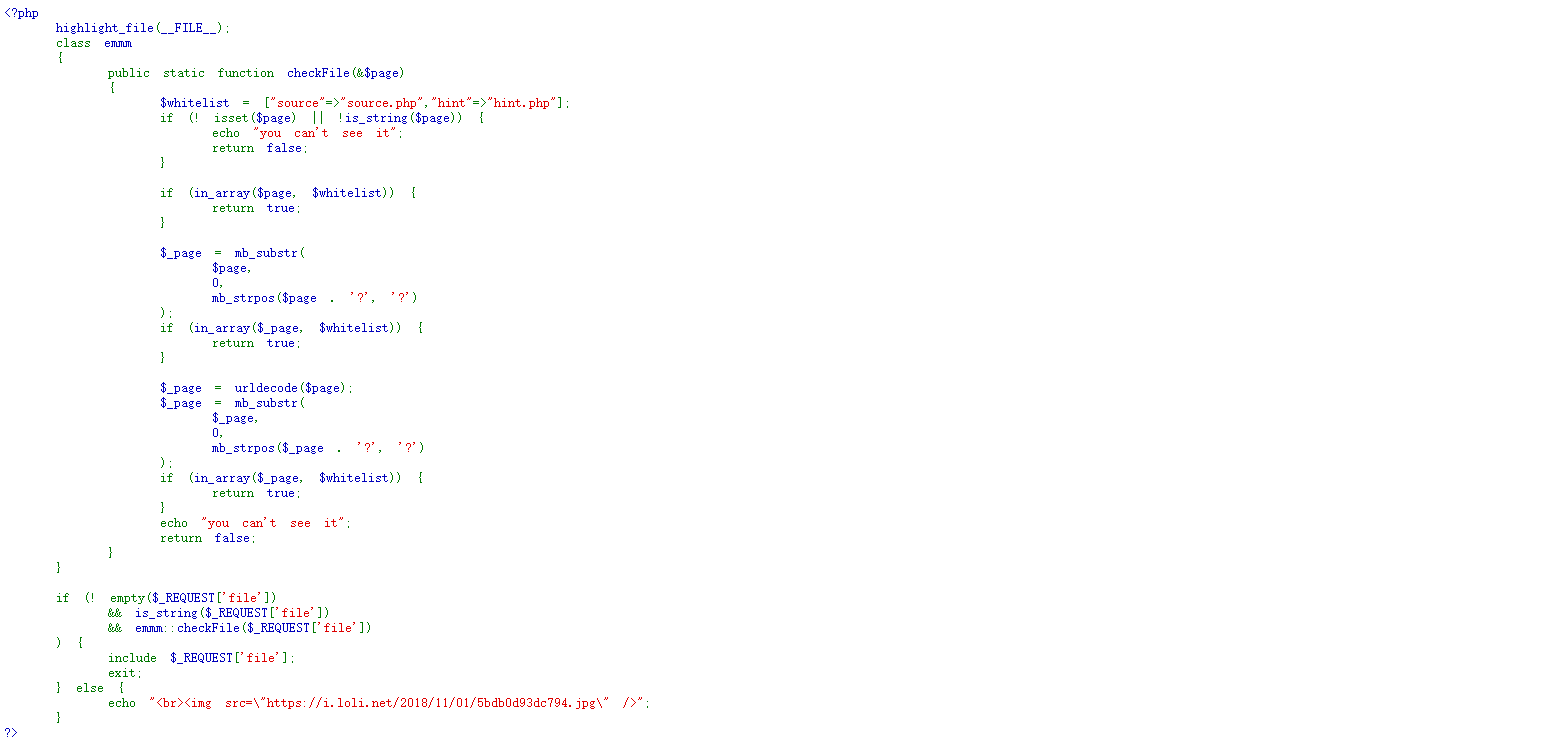 <?php
    highlight_file(__FILE__);
    class emmm
    {
        public static function checkFile(&$page)
        {
            $whitelist = ["source"=>"source.php","hint"=>"hint.php"];
            if (! isset($page) || !is_string($page)) {
                echo "you can't see it";
                return false;
            }

            if (in_array($page, $whitelist)) {
                return true;
            }

            $_page = mb_substr(
                $page,
                0,
                mb_strpos($page . '?', '?')
            );
            if (in_array($_page, $whitelist)) {
                return true;
            }

            $_page = urldecode($page);
            $_page = mb_substr(
                $_page,
                0,
                mb_strpos($_page . '?', '?')
            );
            if (in_array($_page, $whitelist)) {
                return true;
            }
            echo "you can't see it";
            return false;
        }
    }

    if (! empty($_REQUEST['file'])
        && is_string($_REQUEST['file'])
        && emmm::checkFile($_REQUEST['file'])
    ) {
        include $_REQUEST['file'];
        exit;
    } else {
        echo "<br><img src=\"https://i.loli.net/2018/11/01/5bdb0d93dc794.jpg\" />";
    }
?>